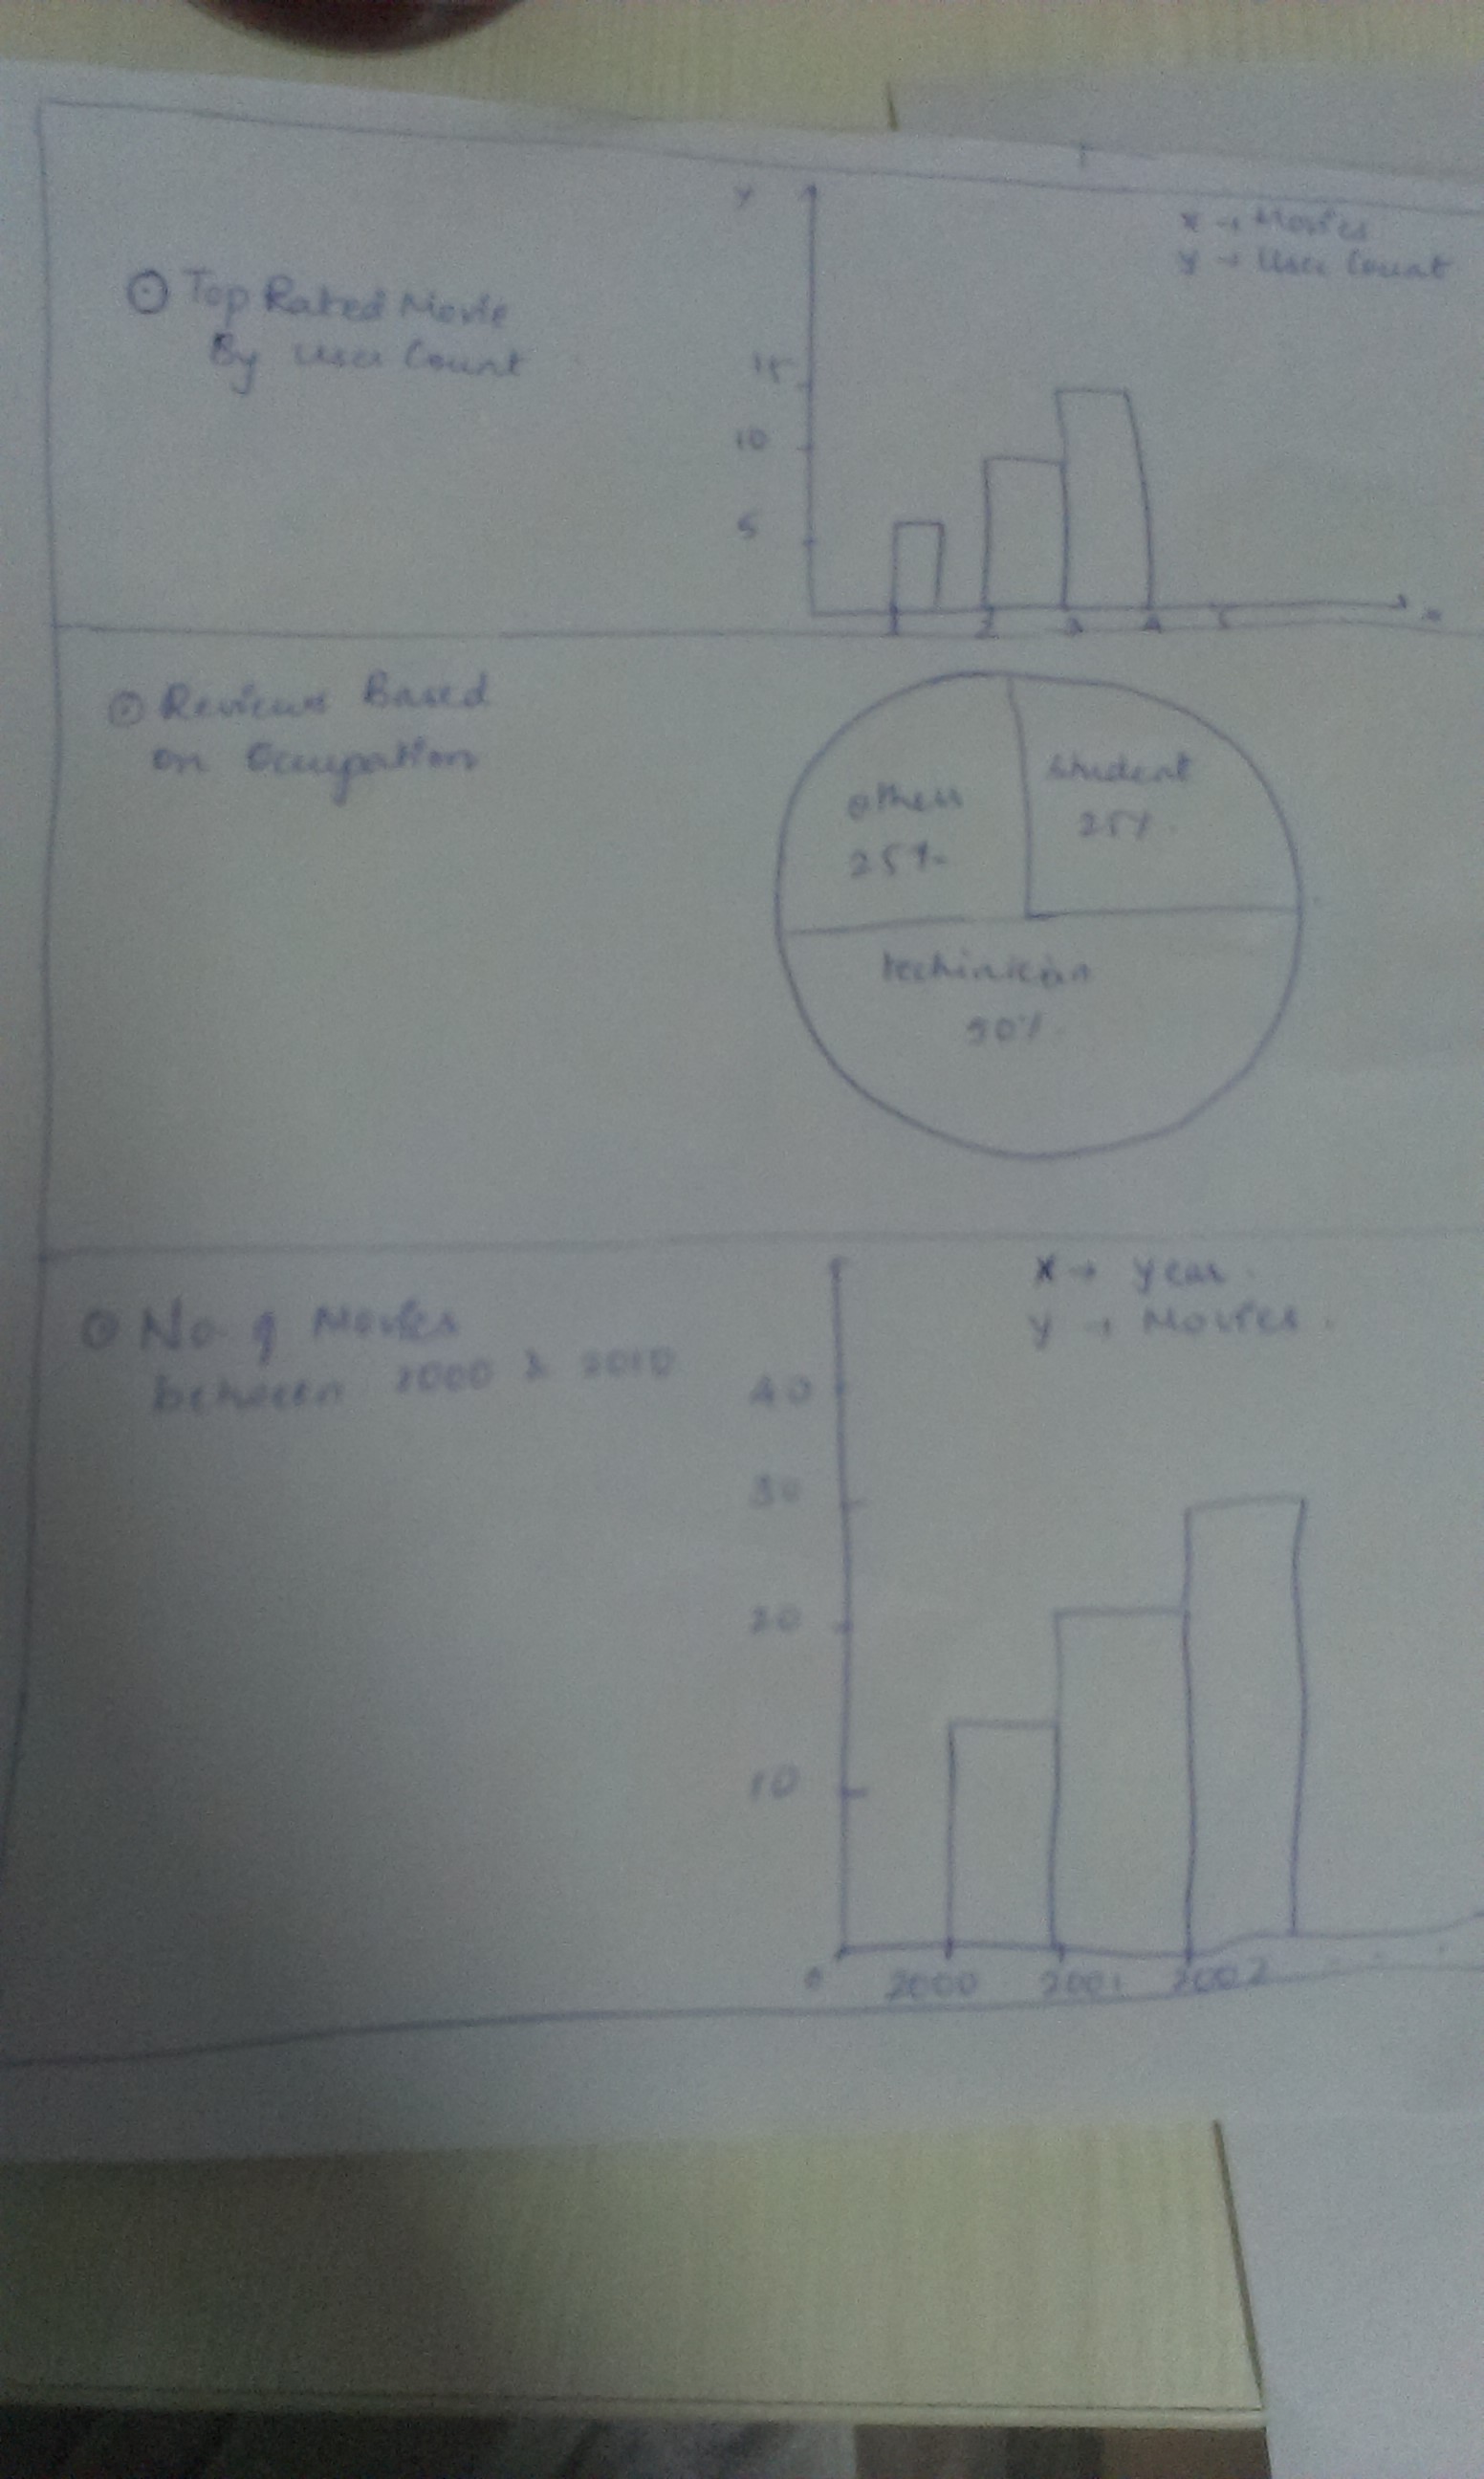 Top Rated Movie
By User Count
Y
X → Movies
Y → User Count
15
10
5
1 2 3 4 5
x
Reviews Based
on Occupation
others
25%
student
25%
techinician
50%
No. of Movies
between 2000 & 2010
X → year
Y → Movies
40
30
20
10
0 2000 2001 2002